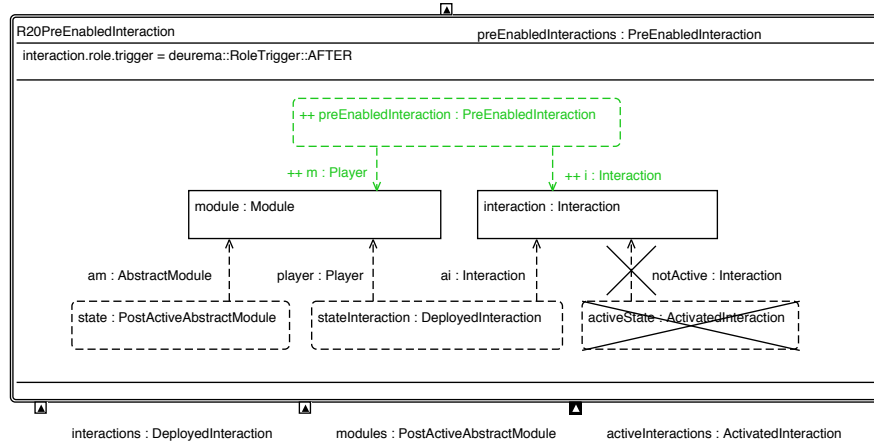 R20PreEnabledInteraction
preEnabledInteractions : PreEnabledInteraction
interaction.role.trigger = deurema::RoleTrigger::AFTER
++ preEnabledInteraction : PreEnabledInteraction
++ m : Player
++ i : Interaction
module : Module
interaction : Interaction
am : AbstractModule
player : Player
ai : Interaction
notActive : Interaction
state : PostActiveAbstractModule
stateInteraction : DeployedInteraction
activeState : ActivatedInteraction
interactions : DeployedInteraction
modules : PostActiveAbstractModule
activeInteractions : ActivatedInteraction